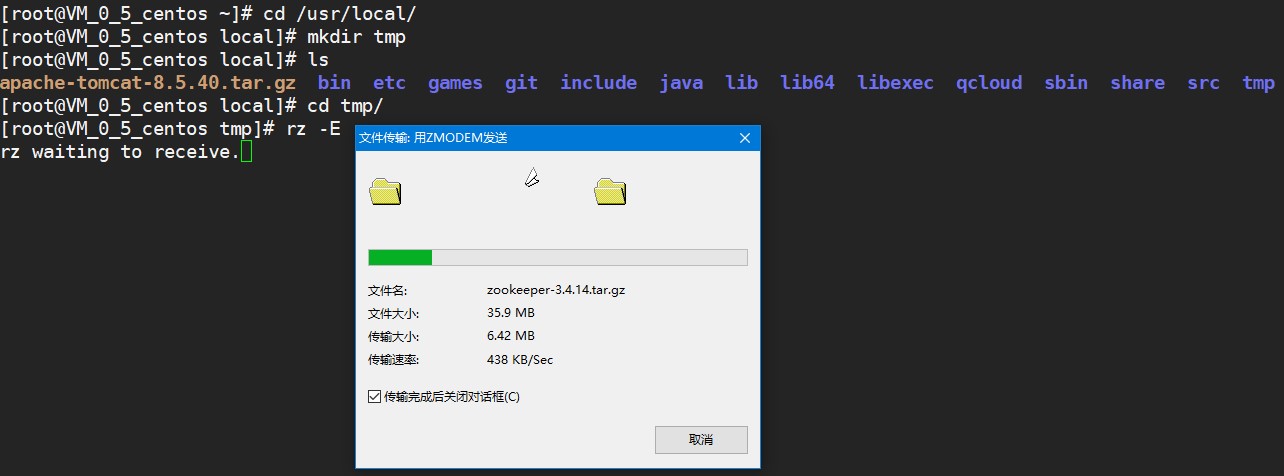 [root@VM_0_5_centos ~]# cd /usr/local/
[root@VM_0_5_centos local]# mkdir tmp
[root@VM_0_5_centos local]# ls
apache-tomcat-8.5.40.tar.gz  bin  etc  games  git  include  java  lib  lib64  libexec  qcloud  sbin  share  src  tmp
[root@VM_0_5_centos local]# cd tmp/
[root@VM_0_5_centos tmp]# rz -E
rz waiting to receive.
文件传输: 用ZMODEM发送
文件名: zookeeper-3.4.14.tar.gz
文件大小: 35.9 MB
传输大小: 6.42 MB
传输速率: 438 KB/Sec
传输完成后关闭对话框(C)
取消